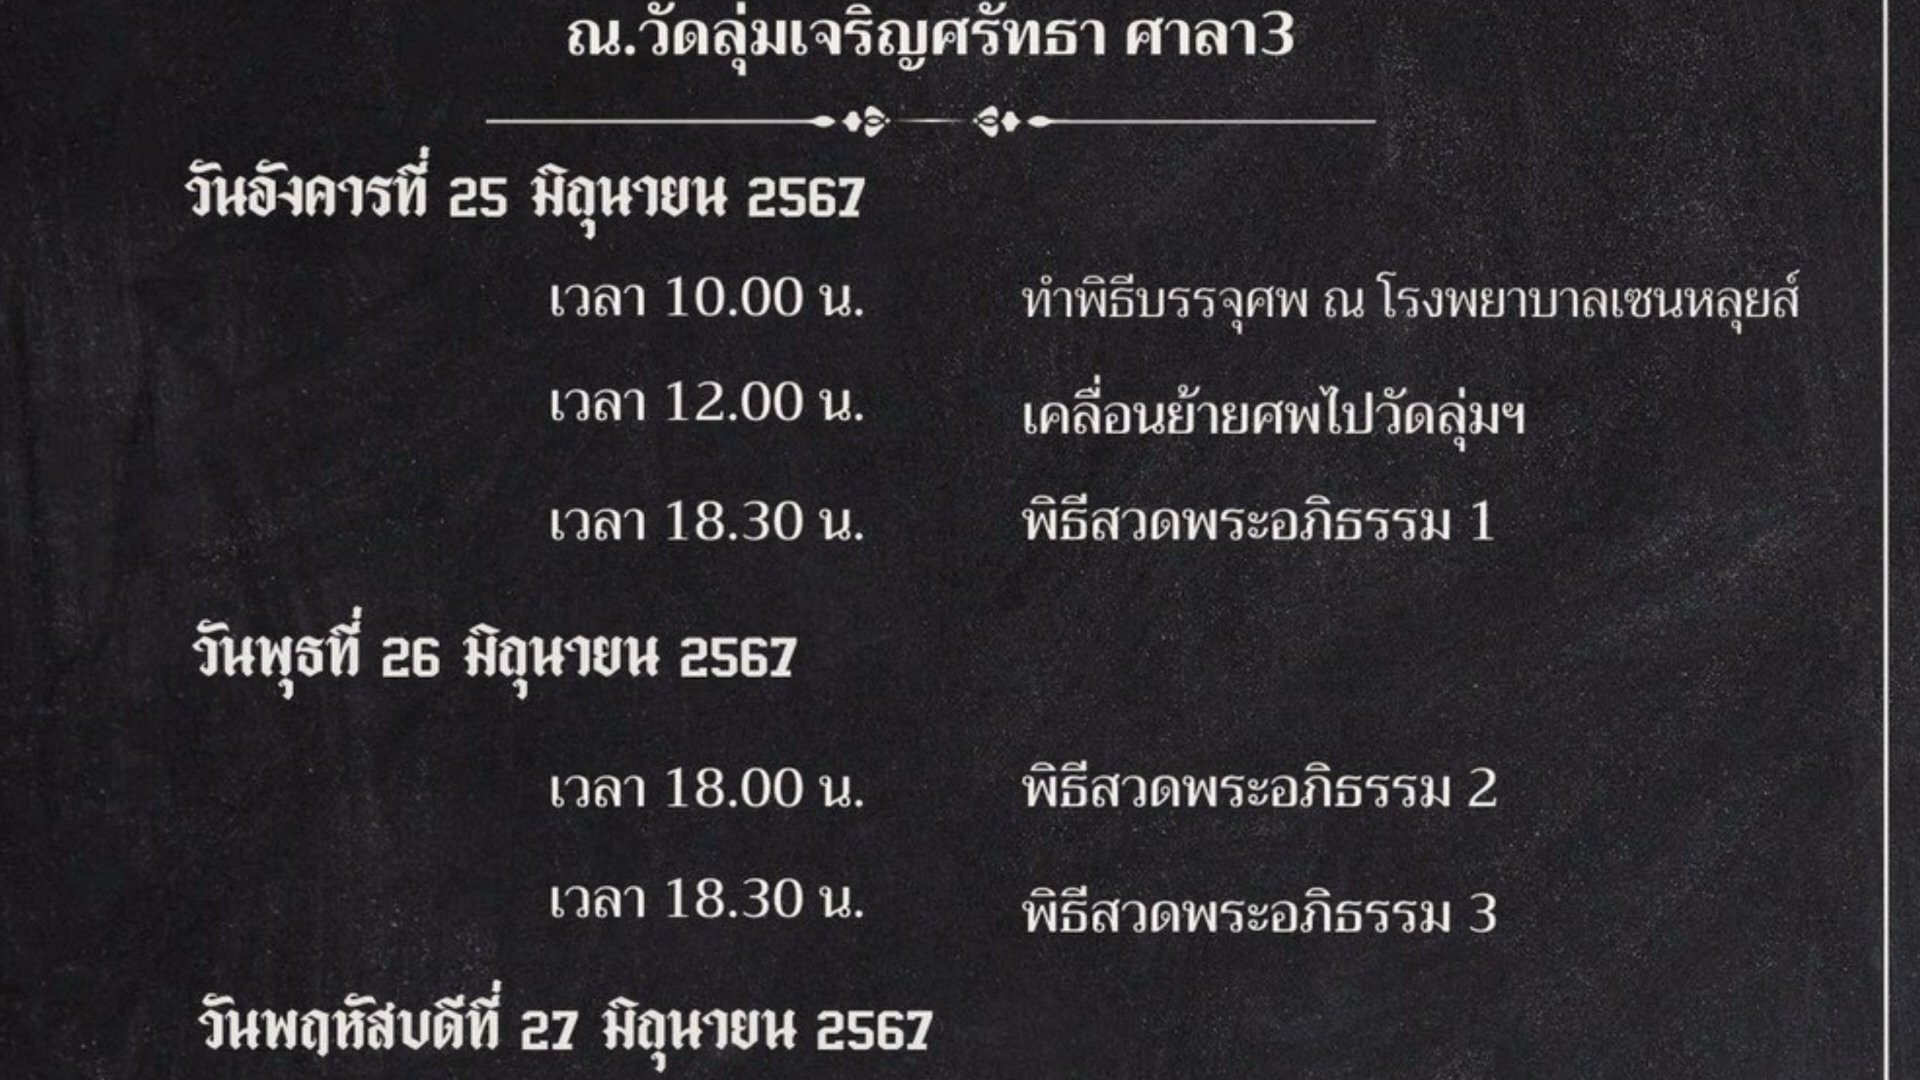 ณ.วัดลุ่มเจริญศรัทธา ศาลา3
วันอังคารที่ 25 มิถุนายน 2567
เวลา 10.00 น. ทำพิธีบรรจุศพ ณ โรงพยาบาลเซนหลุยส์
เวลา 12.00 น. เคลื่อนย้ายศพไปวัดลุ่มฯ
เวลา 18.30 น. พิธีสวดพระอภิธรรม 1
วันพุธที่ 26 มิถุนายน 2567
เวลา 18.00 น. พิธีสวดพระอภิธรรม 2
เวลา 18.30 น. พิธีสวดพระอภิธรรม 3
วันพฤหัสบดีที่ 27 มิถุนายน 2567